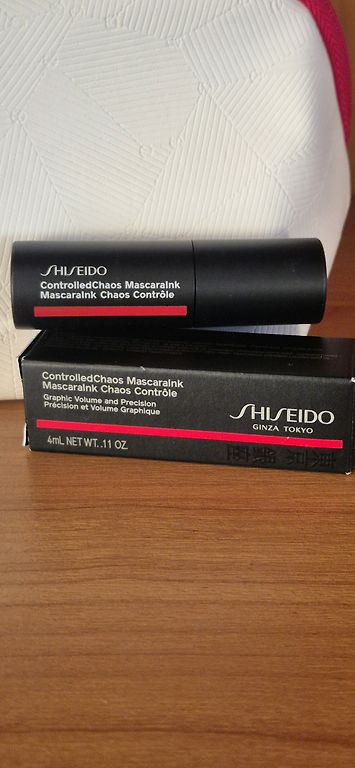 SHISEIDO
ControlledChaos MascaraInk
MascaraInk Chaos Contrôle
ControlledChaos MascaraInk
MascaraInk Chaos Contrôle
Graphic Volume and Precision
Précision et Volume Graphique
SHISEIDO
GINZA TOKYO
4mL NET WT. .11 OZ.